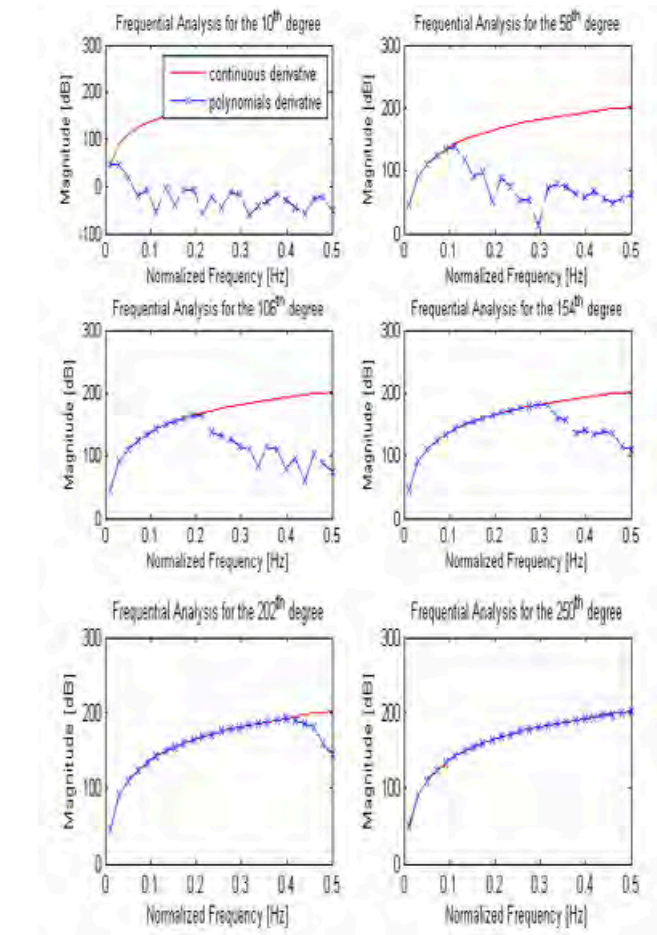 Frequential Analysis for the 10th degree
300
200
100
0
-100
Magnitude [dB]
continuous derivative
polynomials derivative
0 0.1 0.2 0.3 0.4 0.5
Normalized Frequency [Hz]
Frequential Analysis for the 58th degree
300
200
100
0
Magnitude [dB]
0 0.1 0.2 0.3 0.4 0.5
Normalized Frequency [Hz]
Frequential Analysis for the 106th degree
300
200
100
0
Magnitude [dB]
0 0.1 0.2 0.3 0.4 0.5
Normalized Frequency [Hz]
Frequential Analysis for the 154th degree
300
200
100
0
Magnitude [dB]
0 0.1 0.2 0.3 0.4 0.5
Normalized Frequency [Hz]
Frequential Analysis for the 202th degree
300
200
100
0
Magnitude [dB]
0 0.1 0.2 0.3 0.4 0.5
Normalized Frequency [Hz]
Frequential Analysis for the 250th degree
300
200
100
0
Magnitude [dB]
0 0.1 0.2 0.3 0.4 0.5
Normalized Frequency [Hz]